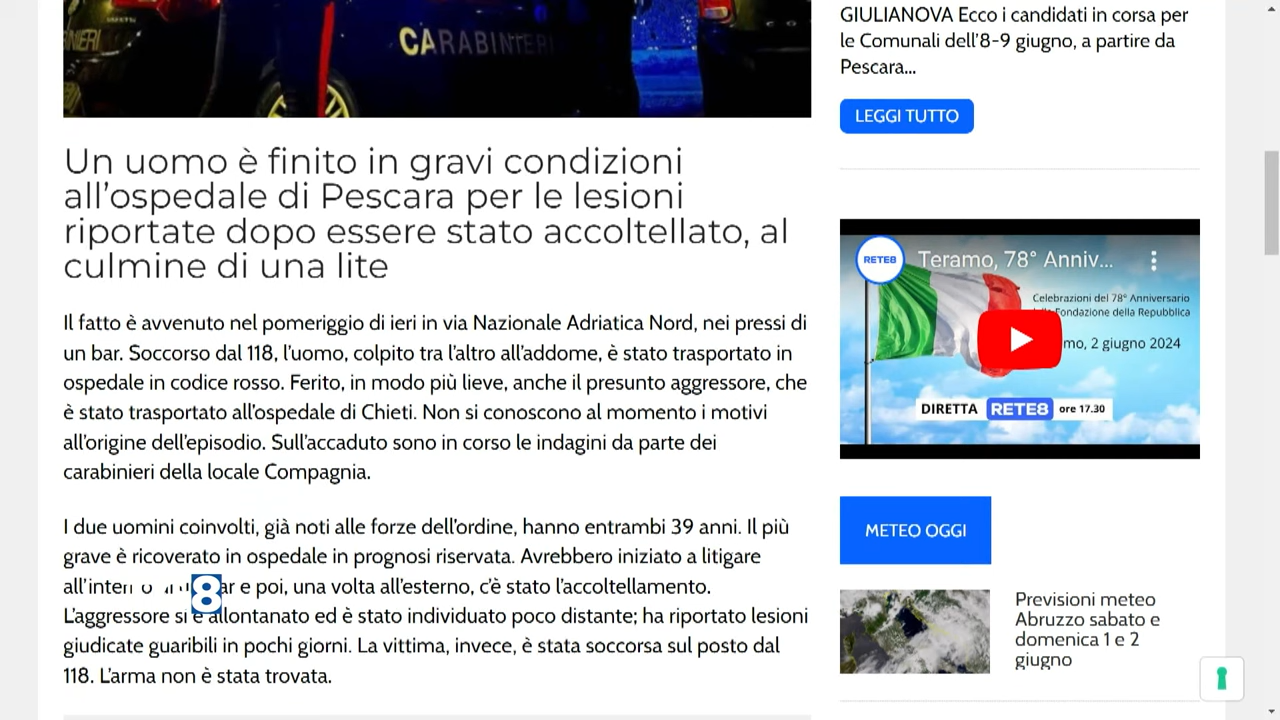 CARABINIERI
Un uomo è finito in gravi condizioni
all’ospedale di Pescara per le lesioni
riportate dopo essere stato accoltellato, al
culmine di una lite
Il fatto è avvenuto nel pomeriggio di ieri in via Nazionale Adriatica Nord, nei pressi di
un bar. Soccorso dal 118, l’uomo, colpito tra l’altro all’addome, è stato trasportato in
ospedale in codice rosso. Ferito, in modo più lieve, anche il presunto aggressore, che
è stato trasportato all’ospedale di Chieti. Non si conoscono al momento i motivi
all’origine dell’episodio. Sull’accaduto sono in corso le indagini da parte dei
carabinieri della locale Compagnia.
I due uomini coinvolti, già noti alle forze dell’ordine, hanno entrambi 39 anni. Il più
grave è ricoverato in ospedale in prognosi riservata. Avrebbero iniziato a litigare
e poi, una volta all’esterno, c’è stato l’accoltellamento.
8
L’aggressore si è allontanato ed è stato individuato poco distante; ha riportato lesioni
giudicate guaribili in pochi giorni. La vittima, invece, è stata soccorsa sul posto dal
118. L’arma non è stata trovata.
GIULIANOVA Ecco i candidati in corsa per
le Comunali dell’8-9 giugno, a partire da
Pescara...
LEGGI TUTTO
RETE8
Teramo, 78° Anniv...
Celebrazioni del 78° Anniversario
Fondazione della Repubblica
2 giugno 2024
DIRETTA RETE8 ore 17.30
METEO OGGI
Previsioni meteo
Abruzzo sabato e
domenica 1 e 2
giugno